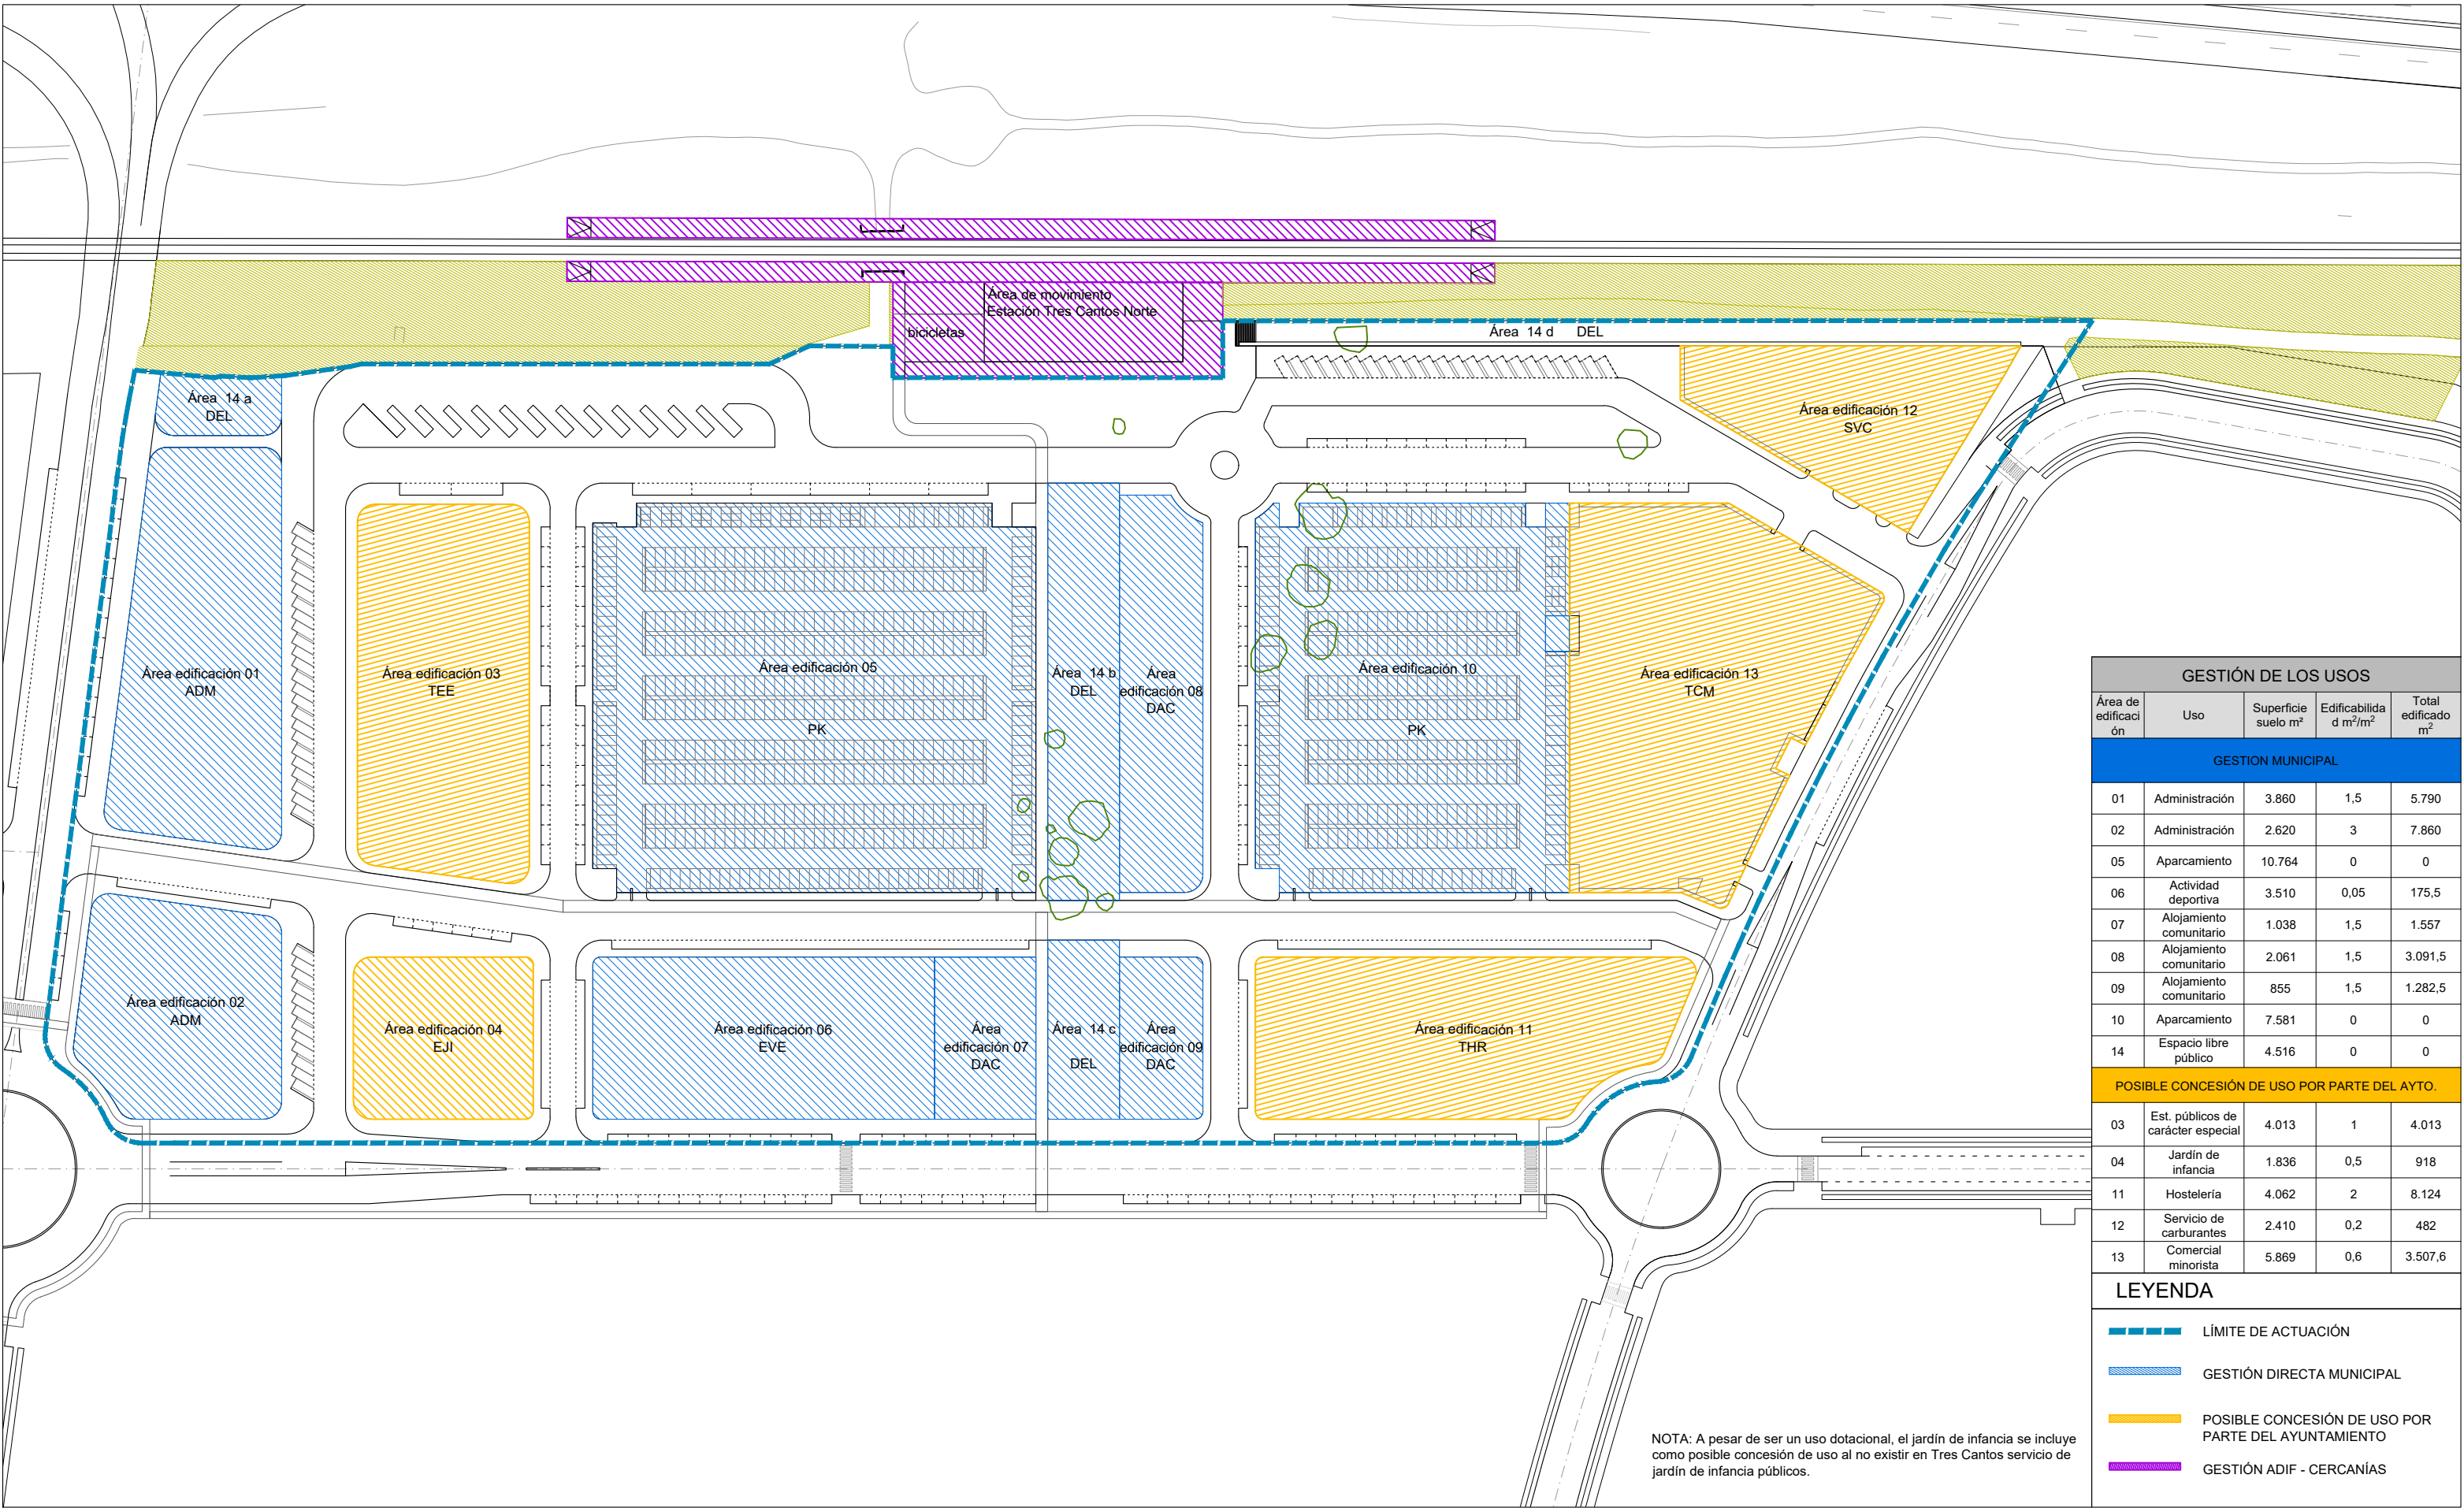 Área de movimiento
Estación Tres Cantos Norte
bicicletas
Área 14 d DEL
Área 14 a
DEL
Área edificación 12
SVC
Área edificación 01
ADM
Área edificación 03
TEE
Área edificación 05
PK
Área 14 b
DEL
Área
edificación 08
DAC
Área edificación 10
PK
Área edificación 13
TCM
Área edificación 02
ADM
Área edificación 04
EJI
Área edificación 06
EVE
Área
edificación 07
DAC
Área 14 c
DEL
Área
edificación 09
DAC
Área edificación 11
THR
GESTIÓN DE LOS USOS
Área de
edificaci
ón
Uso
Superficie
suelo m²
Edificabilida
d m²/m²
Total
edificado
m²
GESTION MUNICIPAL
01 Administración 3.860 1,5 5.790
02 Administración 2.620 3 7.860
05 Aparcamiento 10.764 0 0
06 Actividad
deportiva 3.510 0,05 175,5
07 Alojamiento
comunitario 1.038 1,5 1.557
08 Alojamiento
comunitario 2.061 1,5 3.091,5
09 Alojamiento
comunitario 855 1,5 1.282,5
10 Aparcamiento 7.581 0 0
14 Espacio libre
público 4.516 0 0
POSIBLE CONCESIÓN DE USO POR PARTE DEL AYTO.
03 Est. públicos de
carácter especial 4.013 1 4.013
04 Jardín de
infancia 1.836 0,5 918
11 Hostelería 4.062 2 8.124
12 Servicio de
carburantes 2.410 0,2 482
13 Comercial
minorista 5.869 0,6 3.507,6
LEYENDA
LÍMITE DE ACTUACIÓN
GESTIÓN DIRECTA MUNICIPAL
POSIBLE CONCESIÓN DE USO POR
PARTE DEL AYUNTAMIENTO
GESTIÓN ADIF - CERCANÍAS
NOTA: A pesar de ser un uso dotacional, el jardín de infancia se incluye
como posible concesión de uso al no existir en Tres Cantos servicio de
jardín de infancia públicos.